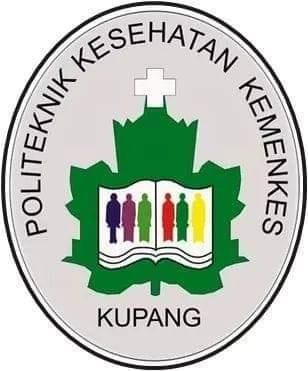 POLITEKNIK KESEHATAN KEMENKES
KUPANG